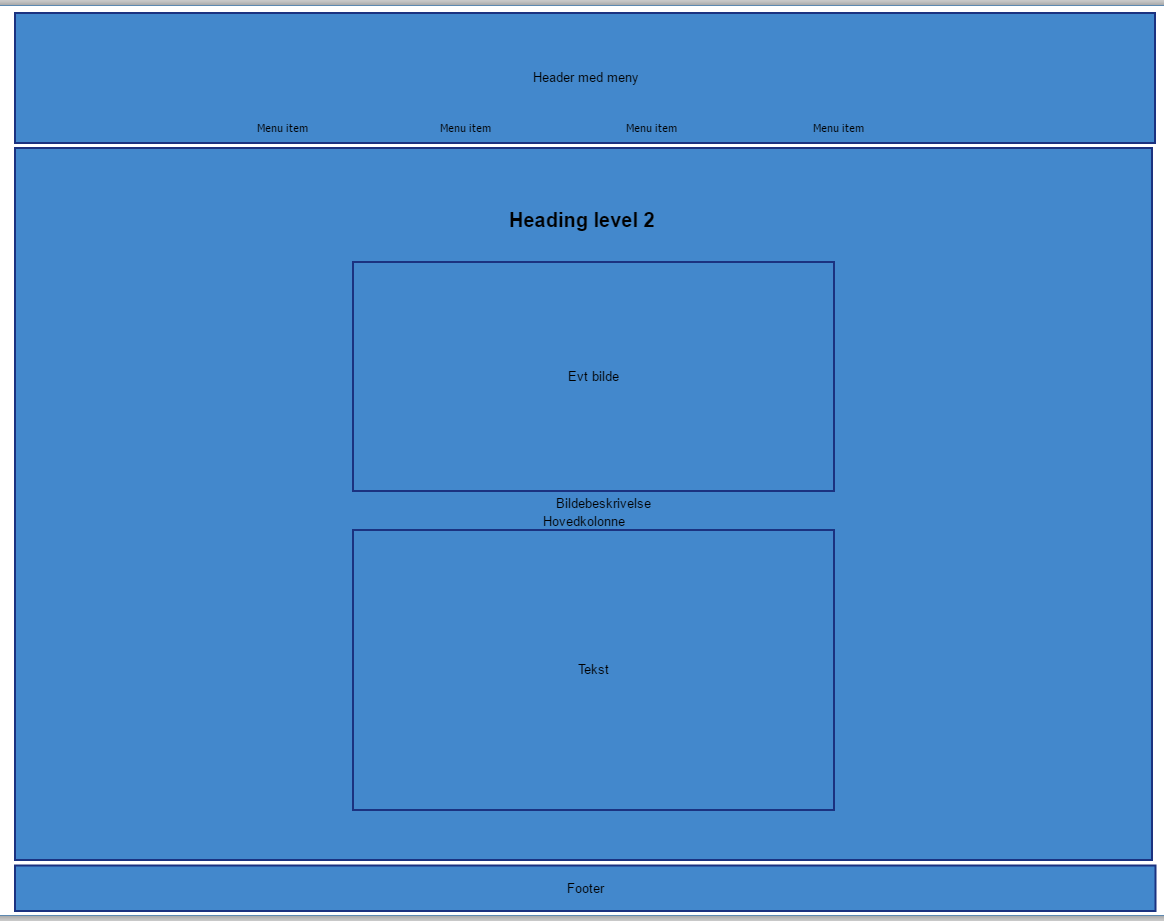 Header med meny
Menu item Menu item Menu item Menu item
Heading level 2
Evt bilde
Bildebeskrivelse
Hovedkolonne
Tekst
Footer